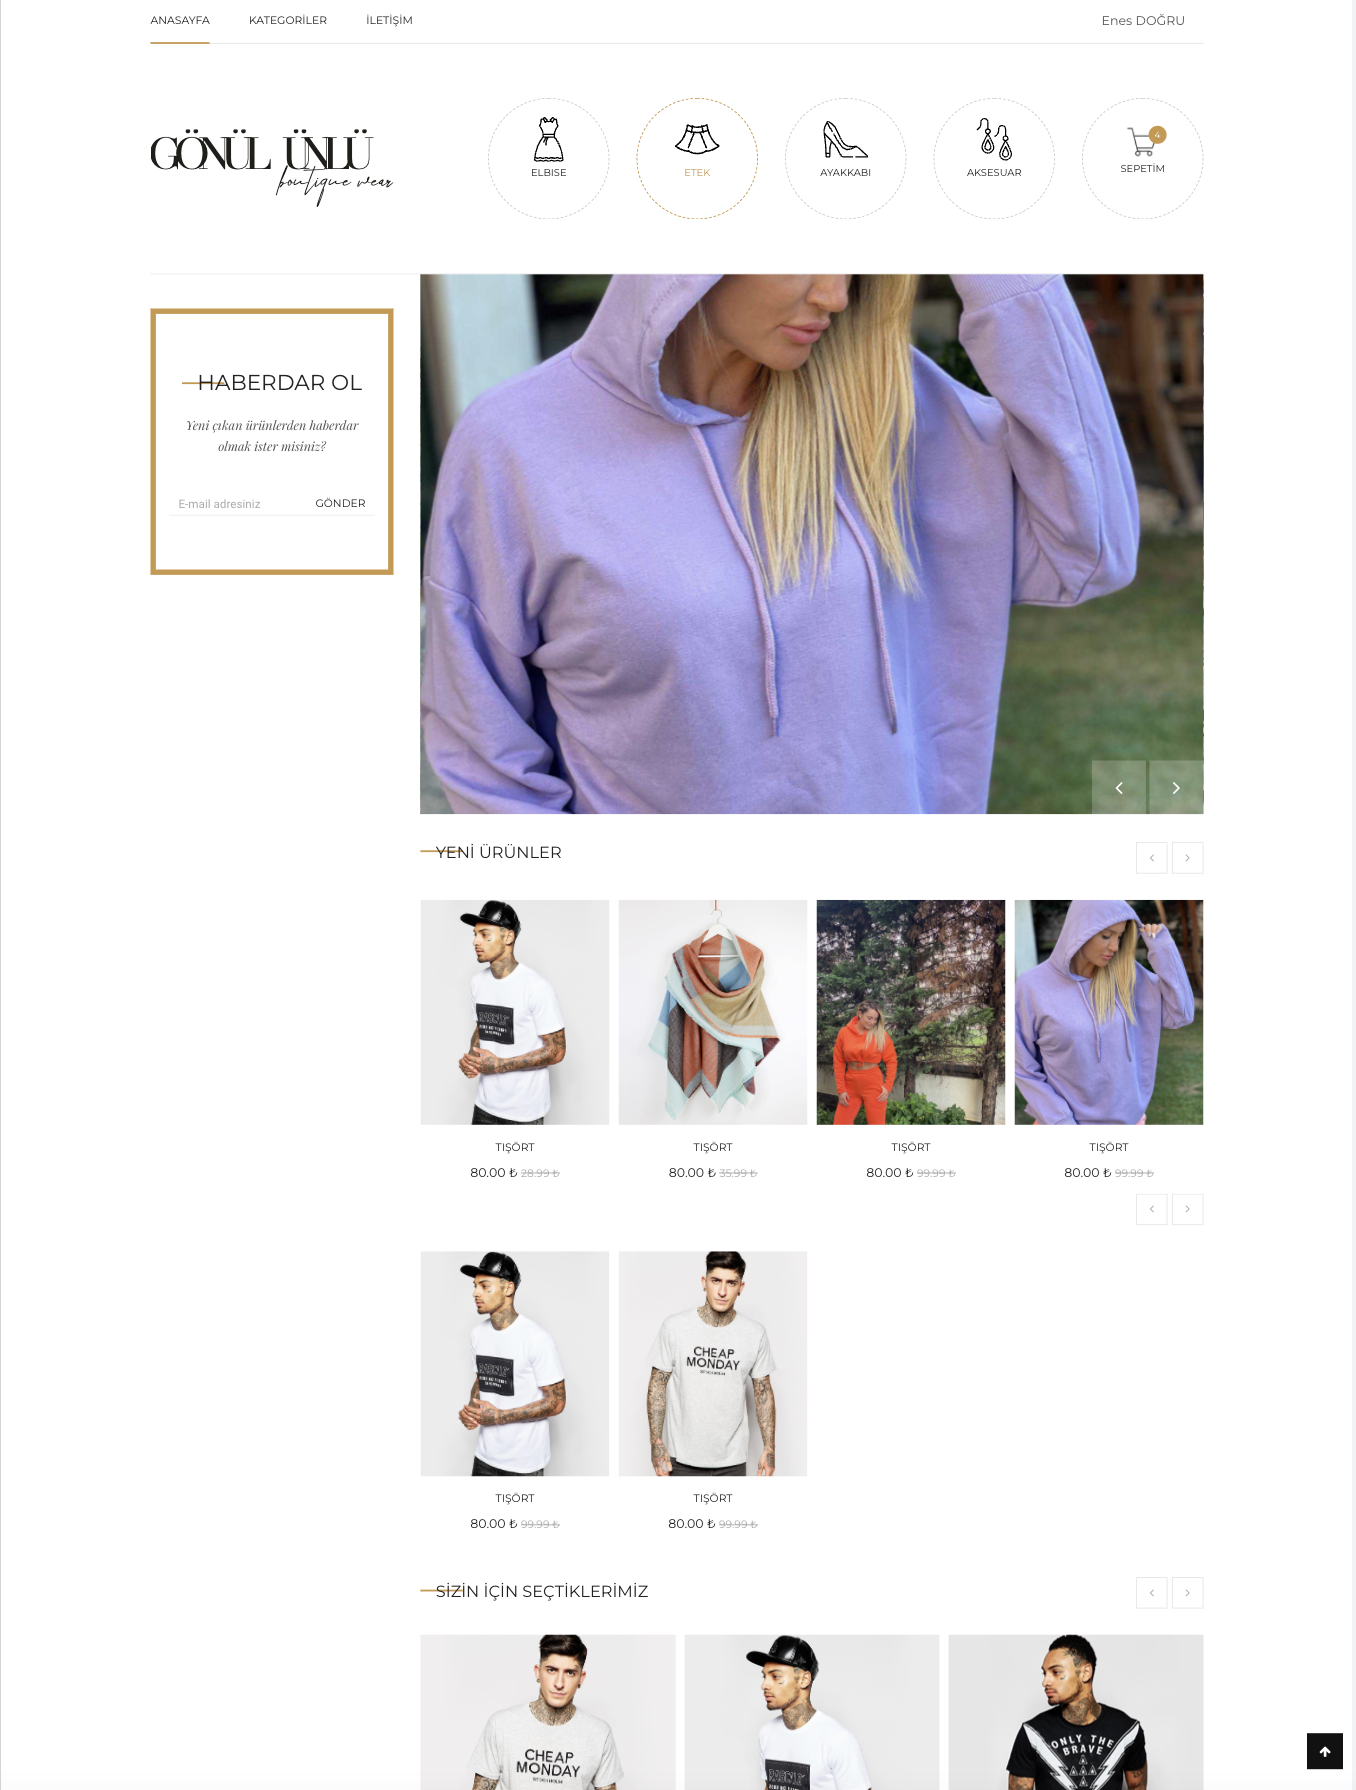 ANASAYFA KATEGORİLER İLETİŞİM Enes DOĞRU
GÖNÜL ÜNLÜ
boutique wear
ELBISE ETEK AYAKKABI AKSESUAR SEPETİM
4
HABERDAR OL
Yeni çıkan ürünlerden haberdar
olmak ister misiniz?
E-mail adresiniz GÖNDER
YENİ ÜRÜNLER
TIŞÖRT TIŞÖRT TIŞÖRT TIŞÖRT
80.00 ₺ 28.99 ₺ 80.00 ₺ 35.99 ₺ 80.00 ₺ 99.99 ₺ 80.00 ₺ 99.99 ₺
CHEAP
MONDAY
TIŞÖRT TIŞÖRT
80.00 ₺ 99.99 ₺ 80.00 ₺ 99.99 ₺
SİZİN İÇİN SEÇTİKLERİMİZ
CHEAP
MONDAY
ONLY THE
BRAVE